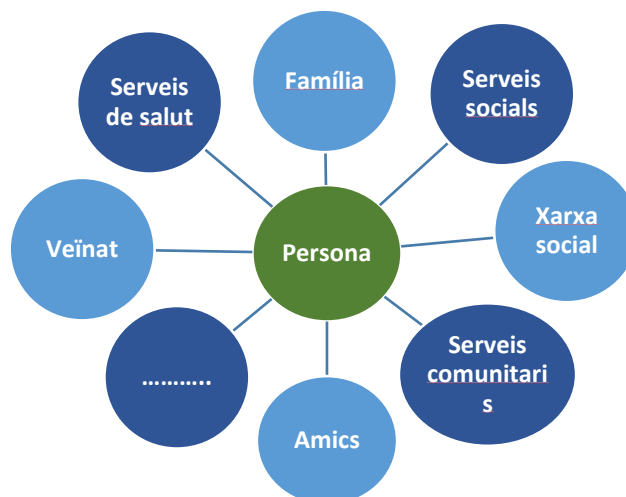 Família
Serveis
de salut
Serveis
socials
Xarxa
social
Veïnat
Persona
Serveis
comunitari
s
………..
Amics